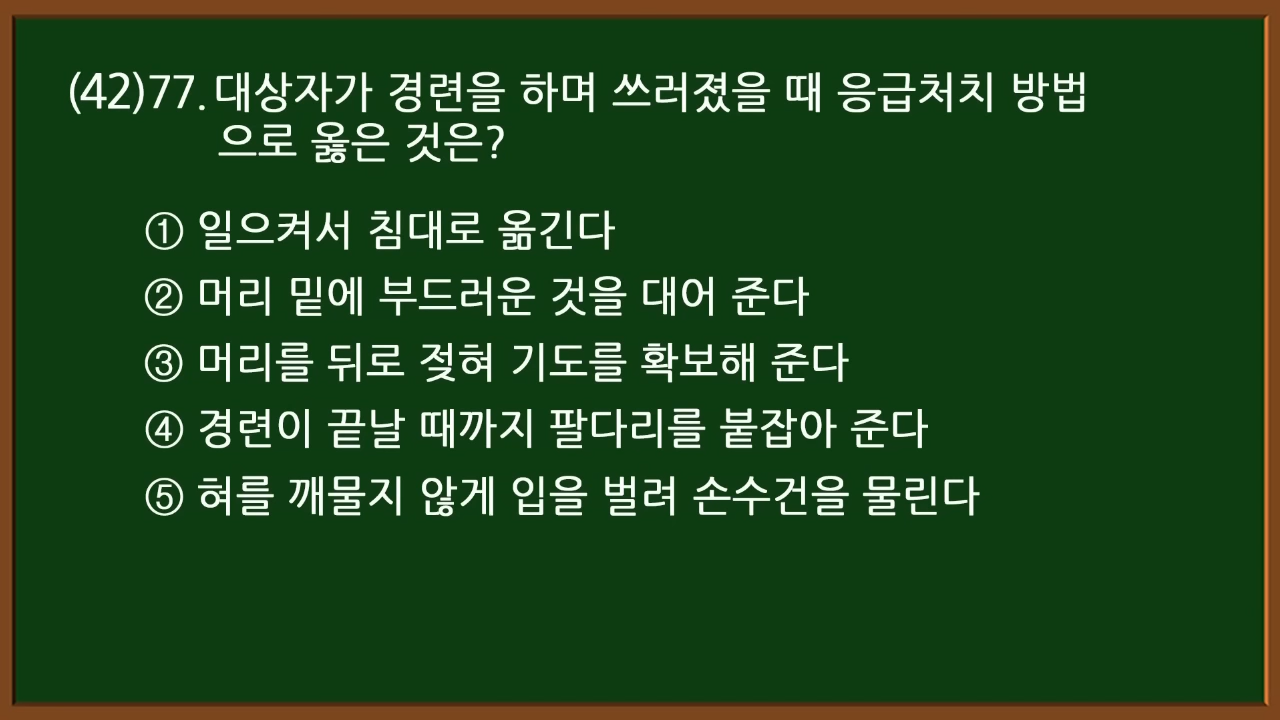 (42)77. 대상자가 경련을 하며 쓰러졌을 때 응급처치 방법
으로 옳은 것은?
① 일으켜서 침대로 옮긴다
② 머리 밑에 부드러운 것을 대어 준다
③ 머리를 뒤로 젖혀 기도를 확보해 준다
④ 경련이 끝날 때까지 팔다리를 붙잡아 준다
⑤ 혀를 깨물지 않게 입을 벌려 손수건을 물린다